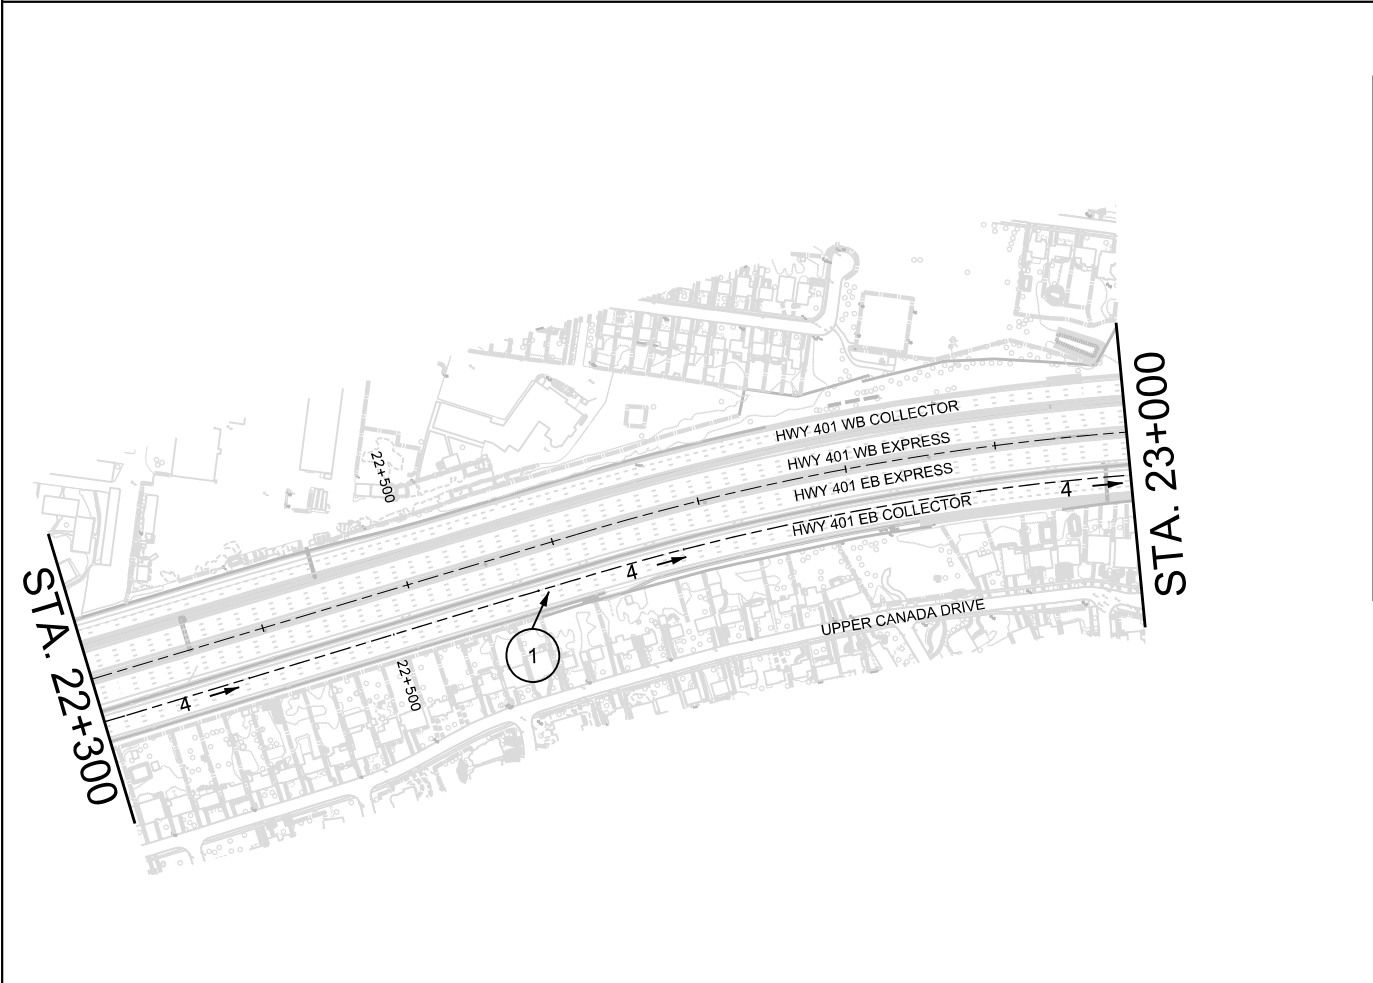 STA. 22+300
STA. 23+000
22+500
HWY 401 WB COLLECTOR
HWY 401 WB EXPRESS
HWY 401 EB EXPRESS
HWY 401 EB COLLECTOR
4
4
4
1
22+500
UPPER CANADA DRIVE